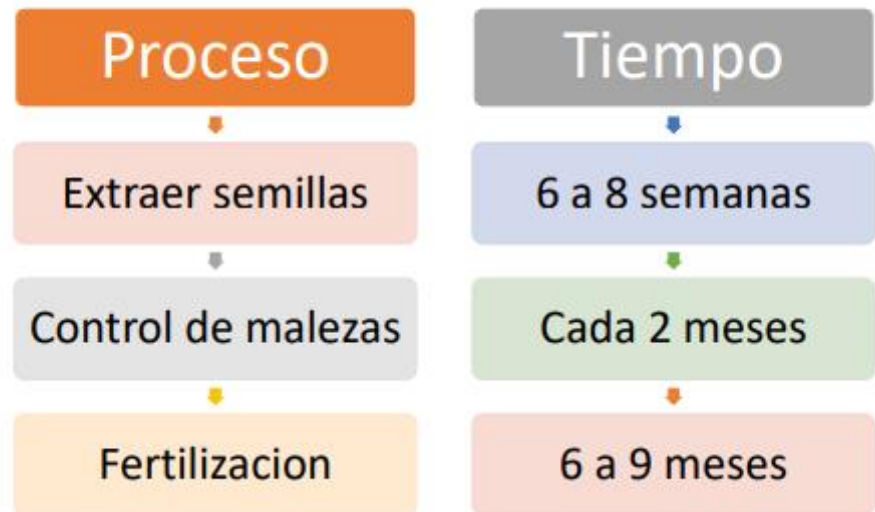 Proceso
Tiempo
Extraer semillas
6 a 8 semanas
Control de malezas
Cada 2 meses
Fertilizacion
6 a 9 meses